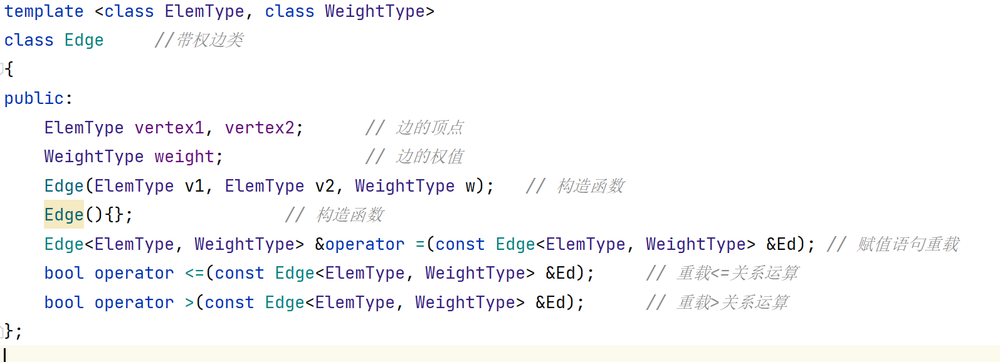 template <class ElemType, class WeightType>
class Edge     //带权边类
{
public:
    ElemType vertex1, vertex2;      // 边的顶点
    WeightType weight;              // 边的权值
    Edge(ElemType v1, ElemType v2, WeightType w);   // 构造函数
    Edge(){};               // 构造函数
    Edge<ElemType, WeightType> &operator =(const Edge<ElemType, WeightType> &Ed); // 赋值语句重载
    bool operator <=(const Edge<ElemType, WeightType> &Ed);     // 重载<=关系运算
    bool operator >(const Edge<ElemType, WeightType> &Ed);      // 重载>关系运算
};